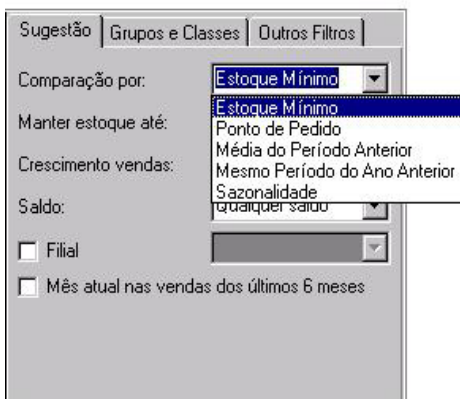 Sugestão Grupos e Classes Outros Filtros
Comparação por: Estoque Mínimo
Estoque Mínimo
Manter estoque até: Ponto de Pedido
Média do Período Anterior
Crescimento vendas: Mesmo Período do Ano Anterior
Sazonalidade
Saldo: Qualquer saldo
Filial
Mês atual nas vendas dos últimos 6 meses